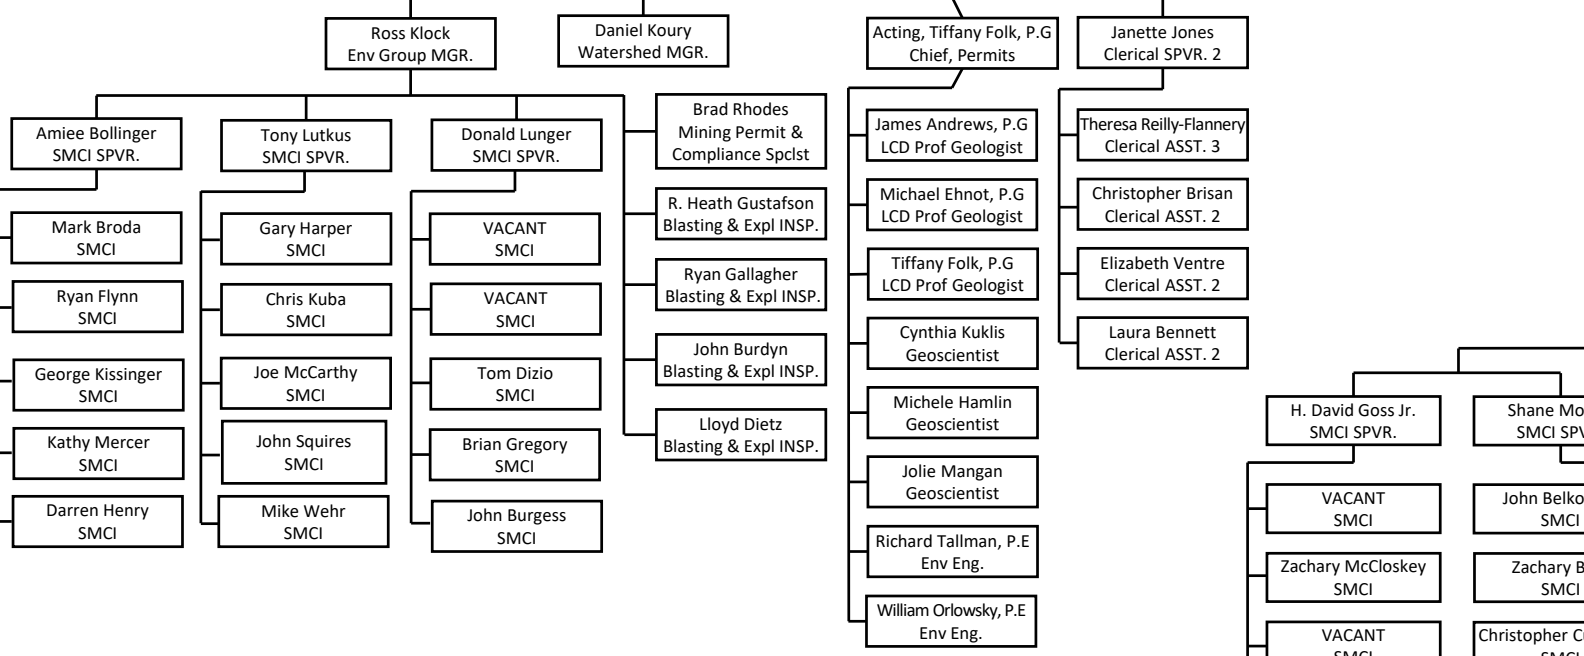 Ross Klock
Env Group MGR.
Daniel Koury
Watershed MGR.
Acting, Tiffany Folk, P.G
Chief, Permits
Janette Jones
Clerical SPVR. 2
Amiee Bollinger
SMCI SPVR.
Mark Broda
SMCI
Ryan Flynn
SMCI
George Kissinger
SMCI
Kathy Mercer
SMCI
Darren Henry
SMCI
Tony Lutkus
SMCI SPVR.
Gary Harper
SMCI
Chris Kuba
SMCI
Joe McCarthy
SMCI
John Squires
SMCI
Mike Wehr
SMCI
Donald Lunger
SMCI SPVR.
VACANT
SMCI
VACANT
SMCI
Tom Dizio
SMCI
Brian Gregory
SMCI
John Burgess
SMCI
Brad Rhodes
Mining Permit &
Compliance Spclst
R. Heath Gustafson
Blasting & Expl INSP.
Ryan Gallagher
Blasting & Expl INSP.
John Burdyn
Blasting & Expl INSP.
Lloyd Dietz
Blasting & Expl INSP.
James Andrews, P.G
LCD Prof Geologist
Michael Ehnot, P.G
LCD Prof Geologist
Tiffany Folk, P.G
LCD Prof Geologist
Cynthia Kuklis
Geoscientist
Michele Hamlin
Geoscientist
Jolie Mangan
Geoscientist
Richard Tallman, P.E
Env Eng.
William Orlowsky, P.E
Env Eng.
Theresa Reilly-Flannery
Clerical ASST. 3
Christopher Brisan
Clerical ASST. 2
Elizabeth Ventre
Clerical ASST. 2
Laura Bennett
Clerical ASST. 2
H. David Goss Jr.
SMCI SPVR.
VACANT
SMCI
Zachary McCloskey
SMCI
VACANT
SMCI
Shane
SMCI
John
SMCI
Zachary
SMCI
Christopher
SMCI